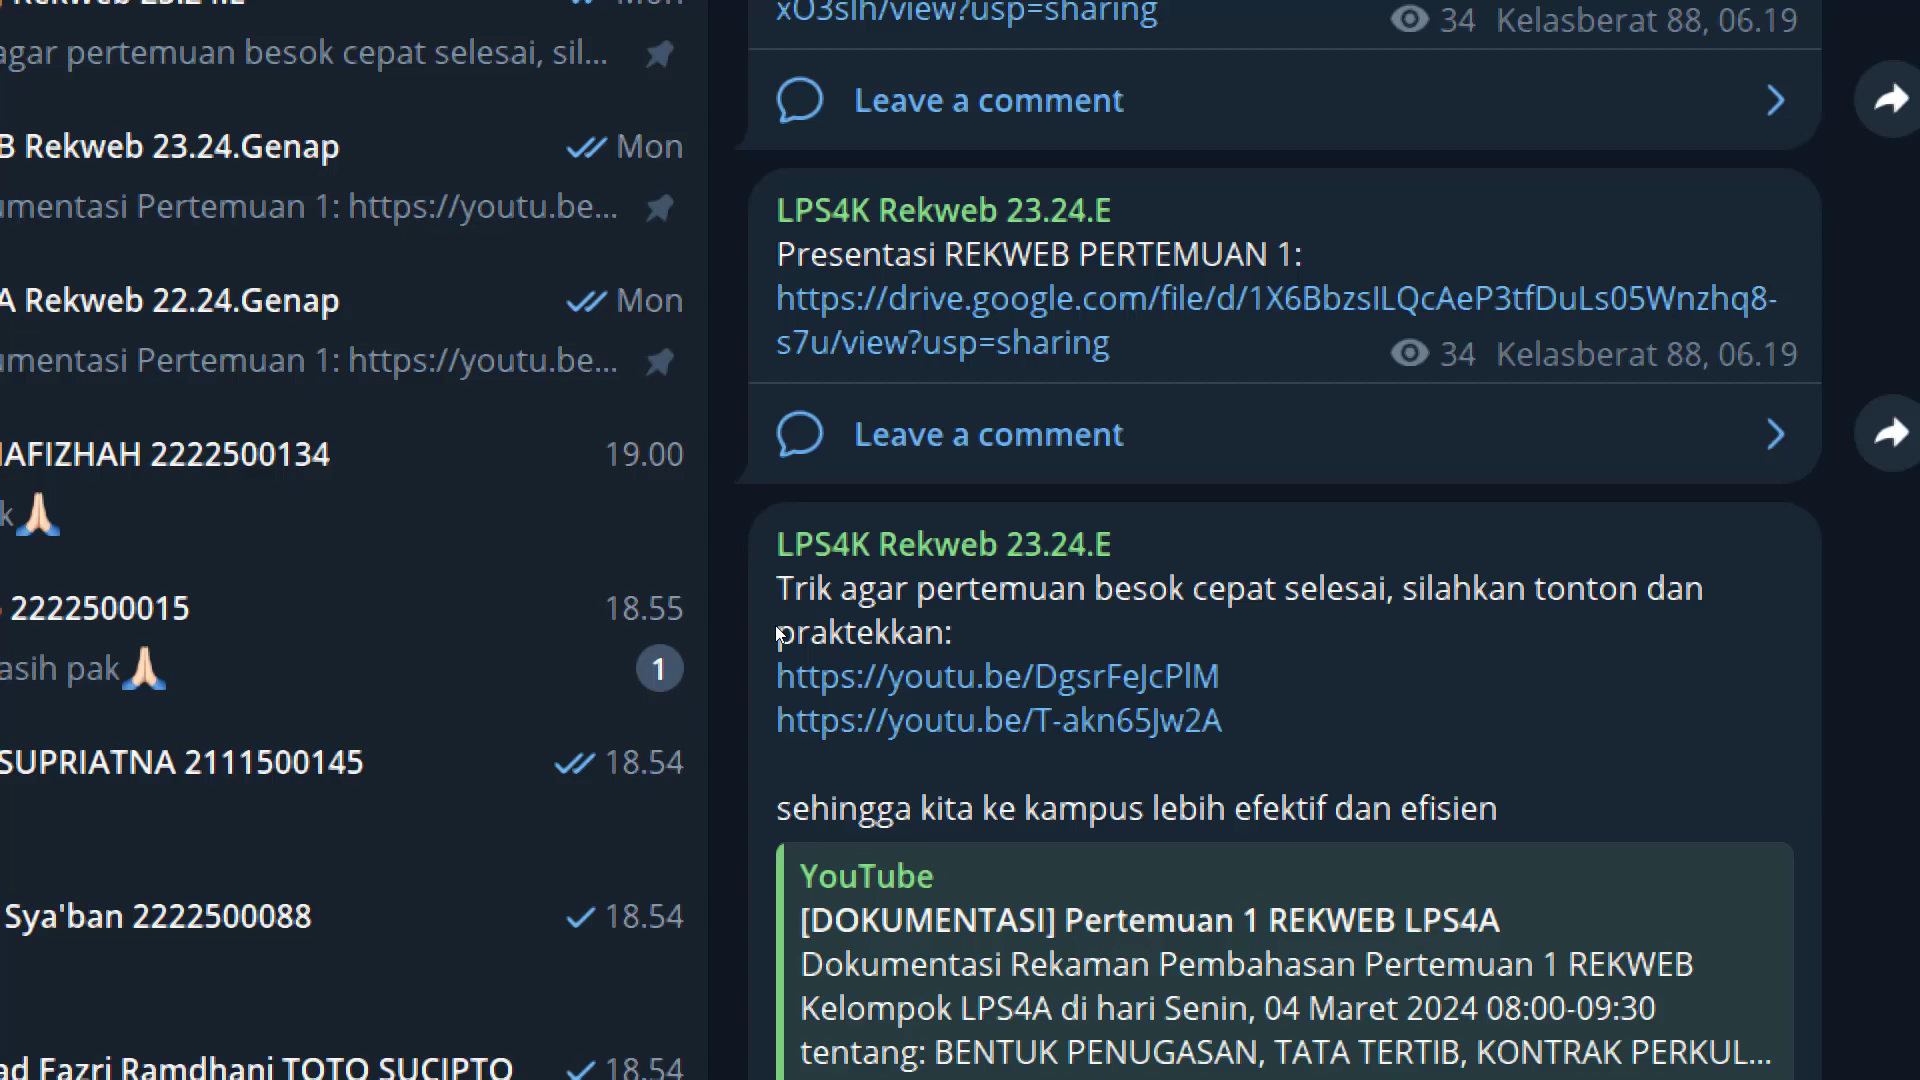 Rekweb 23.24.
Mon
agar pertemuan besok cepat selesai, sil...
B Rekweb 23.24.Genap
Mon
umentasi Pertemuan 1: https://youtu.be...
A Rekweb 22.24.Genap
Mon
umentasi Pertemuan 1: https://youtu.be...
HAFIZHAH 2222500134
19.00
k🙏🏻
2222500015
18.55
asih pak🙏🏻
1
SUPRIATNA 2111500145
18.54
Sya'ban 2222500088
18.54
ad Fazri Ramdhani TOTO SUCIPTO
18.54
xO3slh/view?usp=sharing
34 Kelasberat 88, 06.19
Leave a comment
LPS4K Rekweb 23.24.E
Presentasi REKWEB PERTEMUAN 1:
https://drive.google.com/file/d/1X6BbzsILQcAeP3tfDuLs05Wnzhq8-
s7u/view?usp=sharing
34 Kelasberat 88, 06.19
Leave a comment
LPS4K Rekweb 23.24.E
Trik agar pertemuan besok cepat selesai, silahkan tonton dan
praktekkan:
https://youtu.be/DgsrFeJcPlM
https://youtu.be/T-akn65Jw2A
sehingga kita ke kampus lebih efektif dan efisien
YouTube
[DOKUMENTASI] Pertemuan 1 REKWEB LPS4A
Dokumentasi Rekaman Pembahasan Pertemuan 1 REKWEB
Kelompok LPS4A di hari Senin, 04 Maret 2024 08:00-09:30
tentang: BENTUK PENUGASAN, TATA TERTIB, KONTRAK PERKUL...